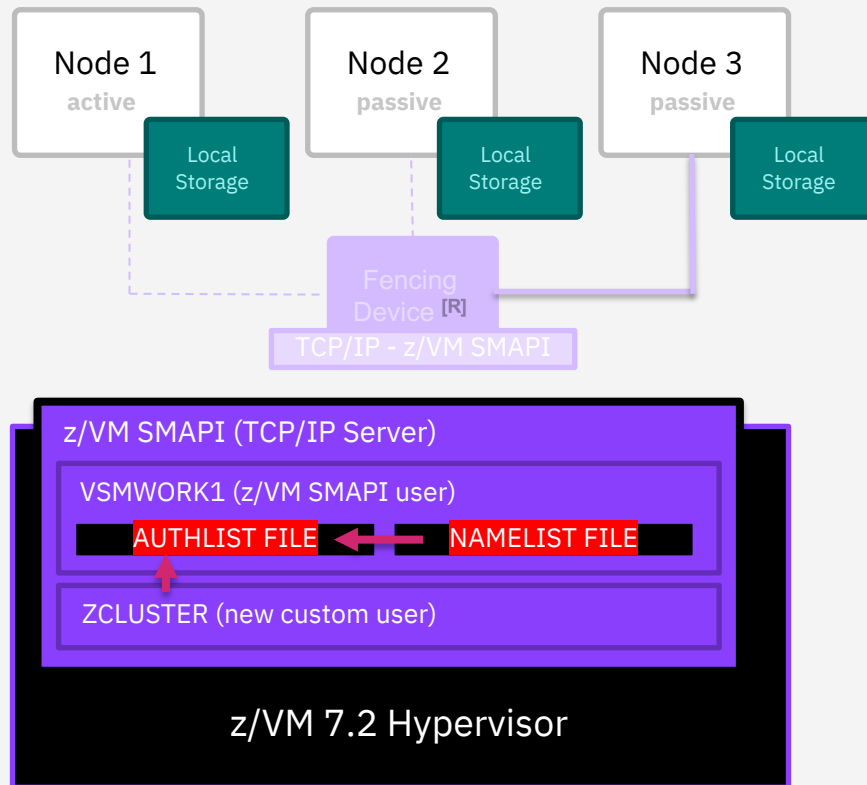 Node 1
active
Node 2
passive
Node 3
passive
Local
Storage
Local
Storage
Local
Storage
Fencing
Device [R]
TCP/IP - z/VM SMAPI
z/VM SMAPI (TCP/IP Server)
VSMWORK1 (z/VM SMAPI user)
AUTHLIST FILE
NAMELIST FILE
ZCLUSTER (new custom user)
z/VM 7.2 Hypervisor